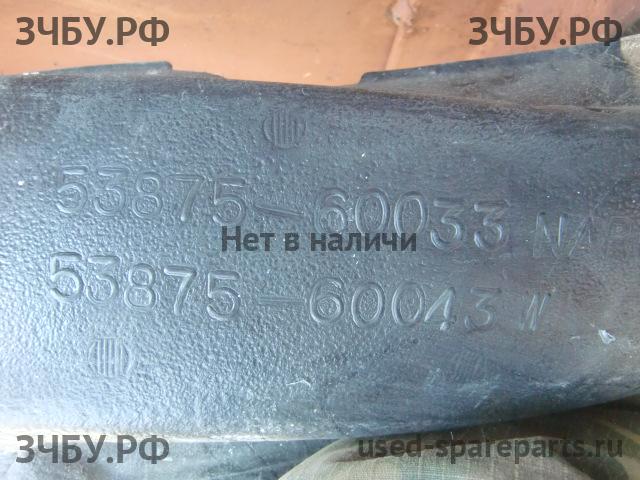 ЗЧБУ.РФ ЗЧБУ.РФ
53875-60033
Нет в наличи
53875-60043 W
ЗЧБУ.РФ used-spareparts.ru